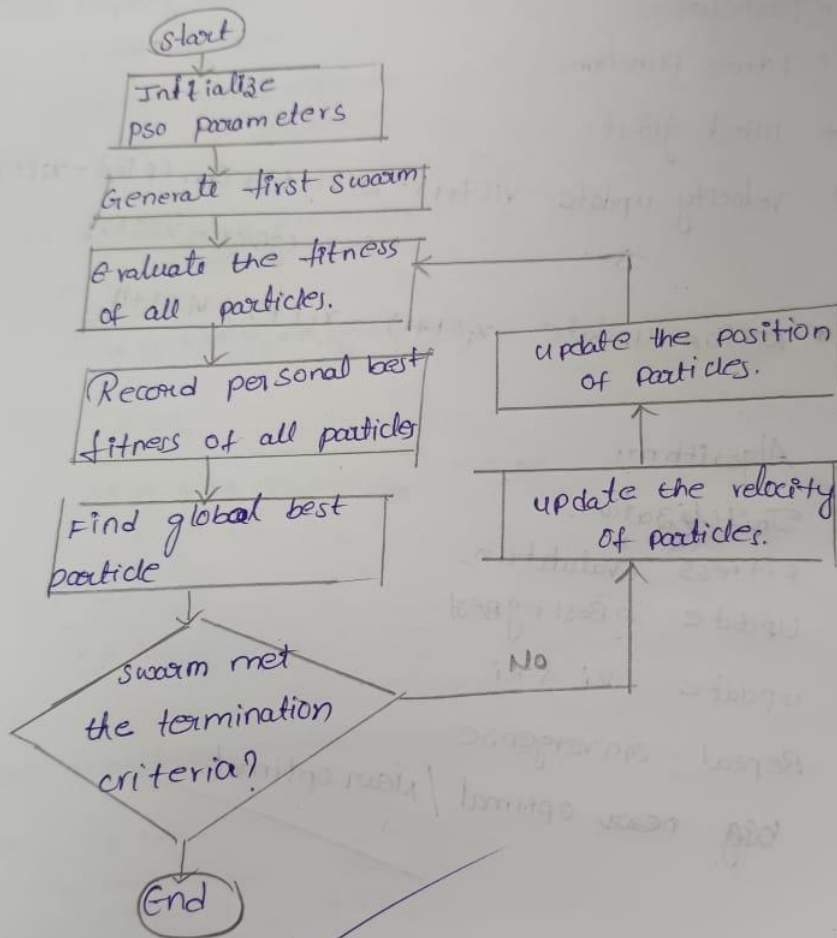 Start
Initialize
PSO parameters
Generate first swarm
Evaluate the fitness
of all particles.
Record personal best
fitness of all particles
Find global best
particle
swarm met
the termination
criteria?
NO
update the velocity
of particles.
update the position
of particles.
End